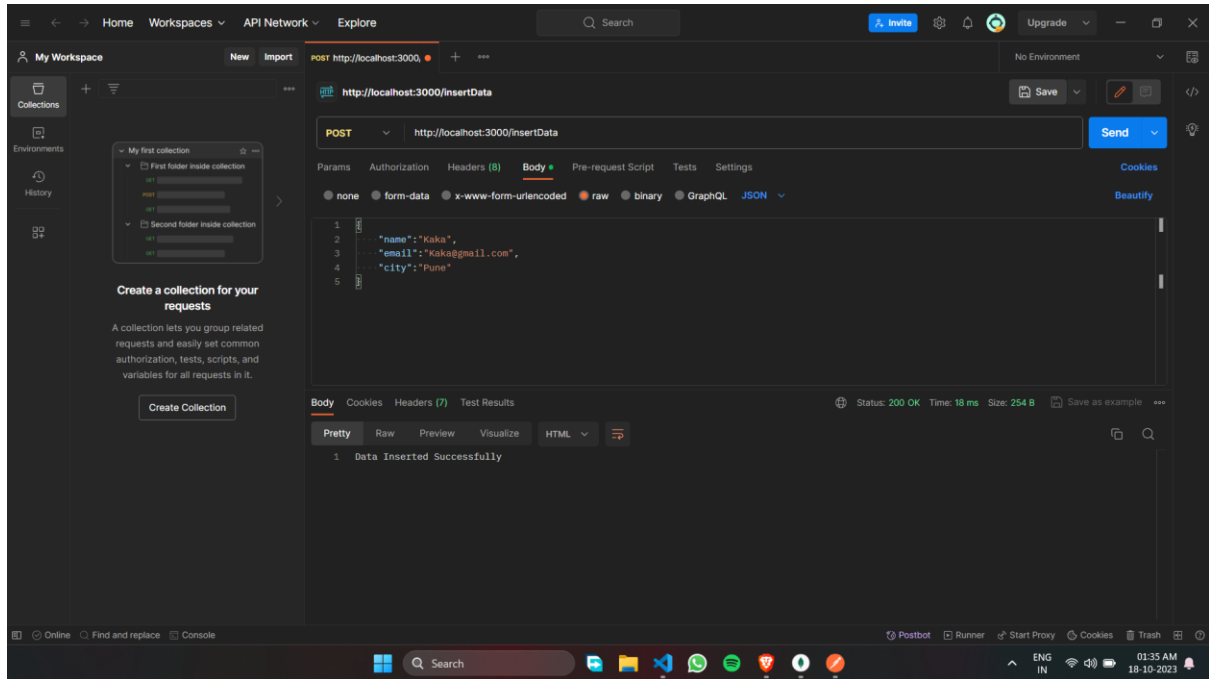 Home Workspaces API Network Explore Search Invite Upgrade
My Workspace New Import POST http://localhost:3000, No Environment
Collections
Environments
History
My first collection
First folder inside collection
GET
POST
GET
Second folder inside collection
GET
GET
Create a collection for your
requests
A collection lets you group related
requests and easily set common
authorization, tests, scripts, and
variables for all requests in it.
Create Collection
HTTP http://localhost:3000/insertData Save
POST http://localhost:3000/insertData Send
Params Authorization Headers (8) Body Pre-request Script Tests Settings Cookies
none form-data x-www-form-urlencoded raw binary GraphQL JSON Beautify
1 {
2 "name":"Kaka",
3 "email":"Kaka@gmail.com",
4 "city":"Pune"
5 }
Body Cookies Headers (7) Test Results Status: 200 OK Time: 18 ms Size: 254 B Save as example
Pretty Raw Preview Visualize HTML
1 Data Inserted Successfully
Online Find and replace Console Postbot Runner Start Proxy Cookies Trash
Search ENG 01:35 AM
IN 18-10-2023